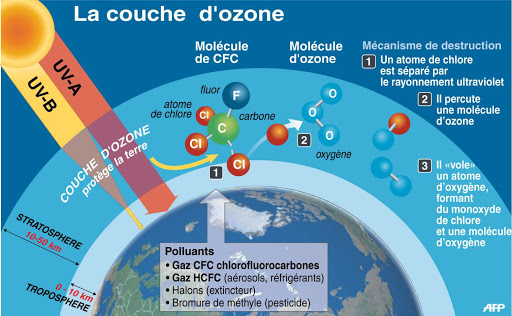 La couche d'ozone
UV-A
UV-B
COUCHE D'OZONE
protège la terre
STRATOSPHERE
10-50 km
0-10 km
TROPOSPHERE
Molécule
de CFC
fluor
F
atome
de chlore
carbone
Cl
C
Cl
Cl
1
Molécule
d'ozone
O
O
O
2
oxygène
Mécanisme de destruction
1 Un atome de chlore
est séparé par
le rayonnement ultraviolet
2 Il percute
une molécule
d'ozone
3 Il «vole»
un atome
d'oxygène,
formant
du monoxyde
de chlore
et une molécule
d'oxygène
Polluants
• Gaz CFC chlorofluorocarbones
• Gaz HCFC (aérosols, réfrigérants)
• Halons (extincteur)
• Bromure de méthyle (pesticide)
AFP